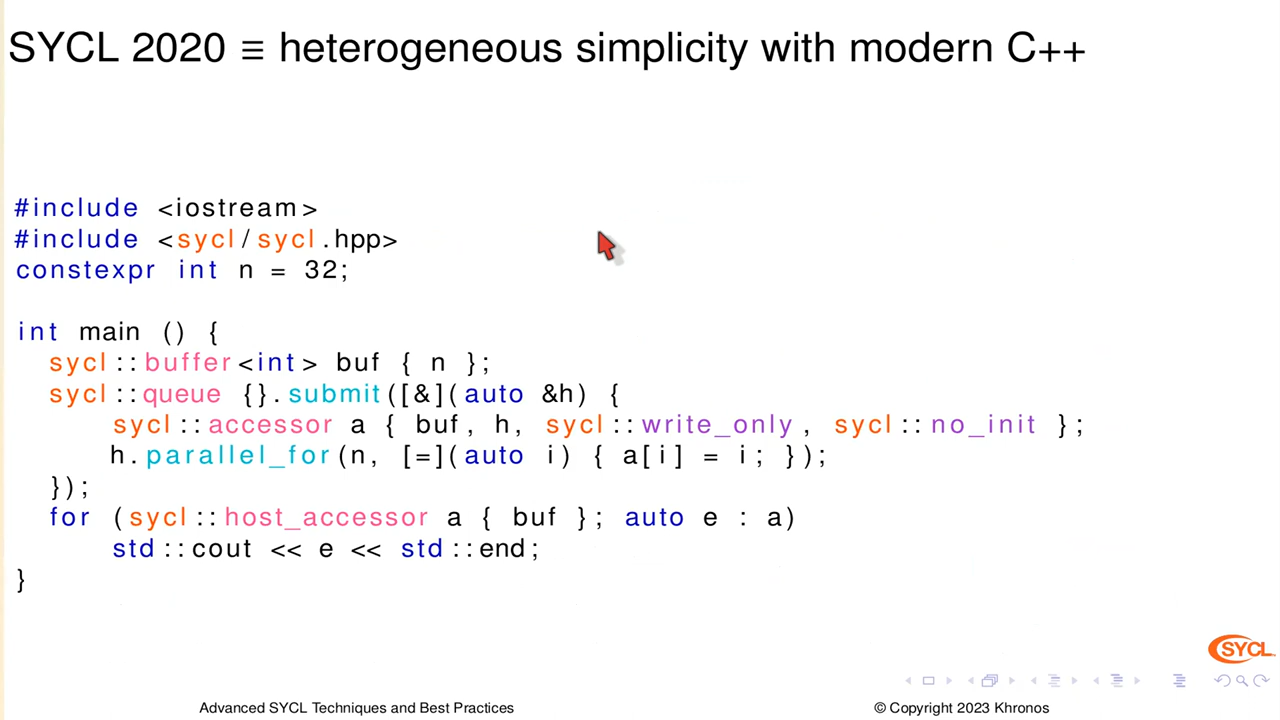 SYCL 2020 ≡ heterogeneous simplicity with modern C++
#include <iostream>
#include <sycl/sycl.hpp>
constexpr int n = 32;
int main () {
sycl::buffer<int> buf { n };
sycl::queue {}.submit([&](auto &h) {
sycl::accessor a { buf, h, sycl::write_only, sycl::no_init };
h.parallel_for(n, [=](auto i) { a[i] = i; });
});
for (sycl::host_accessor a { buf }; auto e : a)
std::cout << e << std::end;
}
SYCL
Advanced SYCL Techniques and Best Practices
© Copyright 2023 Khronos